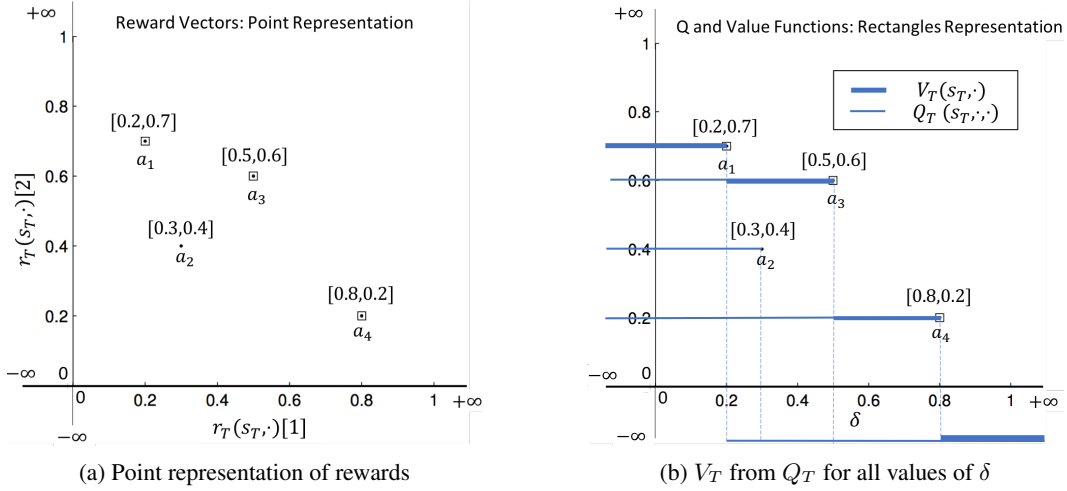 +∞
Reward Vectors: Point Representation
1
0.8
[0.2,0.7]
a₁
[0.5,0.6]
0.6
a₃
r_T(s_T,·)[2]
[0.3,0.4]
0.4
a₂
[0.8,0.2]
0.2
a₄
−∞
0
0 0.2 0.4 0.6 0.8 1 +∞
r_T(s_T,·)[1]
−∞
(a) Point representation of rewards
+∞
Q and Value Functions: Rectangles Representation
1
V_T(s_T,·)
Q_T (s_T,·,·)
0.8
[0.2,0.7]
a₁
[0.5,0.6]
0.6
a₃
[0.3,0.4]
0.4
a₂
[0.8,0.2]
0.2
a₄
−∞
0
0 0.2 0.4 0.6 0.8 1 +∞
δ
−∞
(b) V_T from Q_T for all values of δ